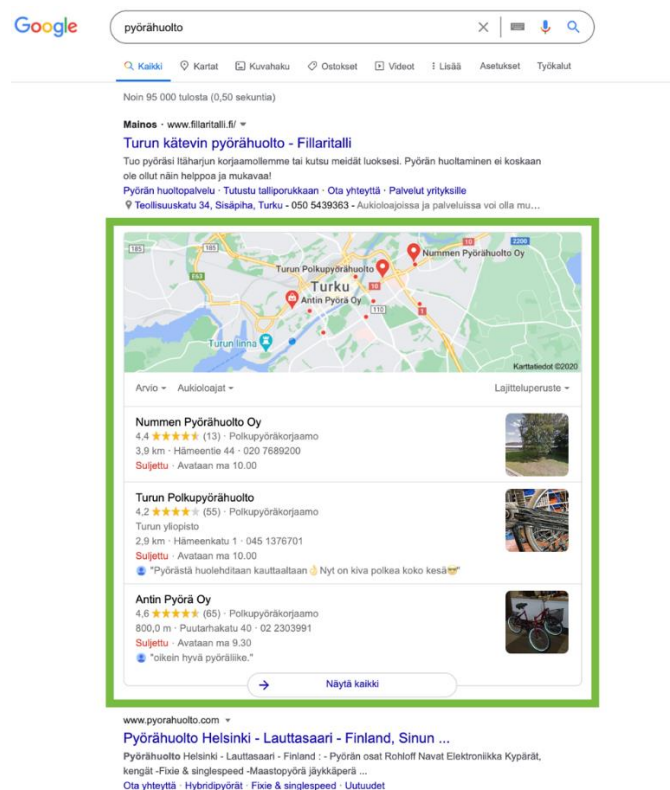 Google
pyörähuolto
Kaikki Kartat Kuvahaku Ostokset Videot Lisää Asetukset Työkalut
Noin 95 000 tulosta (0,50 sekuntia)
Mainos · www.fillaritalli.fi/
Turun kätevin pyörähuolto - Fillaritalli
Tuo pyöräsi Itäharjun korjaamollemme tai kutsu meidät luoksesi. Pyörän huoltaminen ei koskaan
ole ollut näin helppoa ja mukavaa!
Pyörän huoltopalvelu · Tutustu talliporukkaan · Ota yhteyttä · Palvelut yrityksille
Teollisuuskatu 34, Sisäpiha, Turku - 050 5439363 - Aukioloajoissa ja palveluissa voi olla mu...
185
185
E63
10
2200
Nummen Pyörähuolto Oy
Turun Polkupyörähuolto
Turku
10
Antin Pyörä Oy
110
1
Turun linna
Karttatiedot ©2020
Arvio Aukioloajat Lajitteluperuste
Nummen Pyörähuolto Oy
4,4 (13) · Polkupyöräkorjaamo
3,9 km · Hämeentie 44 · 020 7689200
Suljettu · Avataan ma 10.00
Turun Polkupyörähuolto
4,2 (55) · Polkupyöräkorjaamo
Turun yliopisto
2,9 km · Hämeenkatu 1 · 045 1376701
Suljettu · Avataan ma 10.00
"Pyörästä huolehditaan kauttaaltaan👌Nyt on kiva polkea koko kesä😎"
Antin Pyörä Oy
4,6 (65) · Polkupyöräkorjaamo
800,0 m · Puutarhakatu 40 · 02 2303991
Suljettu · Avataan ma 9.30
"oikein hyvä pyöräliike."
Näytä kaikki
www.pyorahuolto.com
Pyörähuolto Helsinki - Lauttasaari - Finland, Sinun ...
Pyörähuolto Helsinki - Lauttasaari - Finland : - Pyörän osat Rohloff Navat Elektroniikka Kypärät,
kengät -Fixie & singlespeed -Maastopyörä jäykkäperä ...
Ota yhteyttä · Hybridipyörät · Fixie & singlespeed · Uutuudet